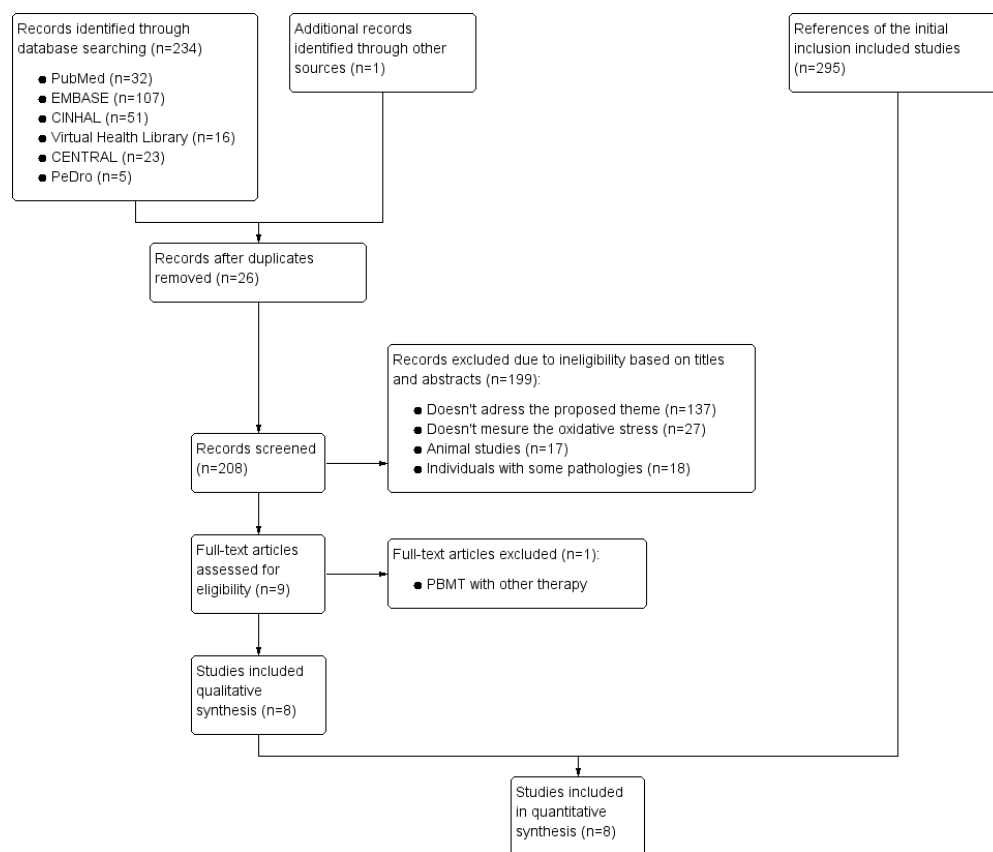 Records identified through
database searching (n=234)
● PubMed (n=32)
● EMBASE (n=107)
● CINHAL (n=51)
● Virtual Health Library (n=16)
● CENTRAL (n=23)
● PeDro (n=5)
Additional records
identified through other
sources (n=1)
References of the initial
inclusion included studies
(n=295)
Records after duplicates
removed (n=26)
Records excluded due to ineligibility based on titles
and abstracts (n=199):
● Doesn't adress the proposed theme (n=137)
● Doesn't mesure the oxidative stress (n=27)
● Animal studies (n=17)
● Individuals with some pathologies (n=18)
Records screened
(n=208)
Full-text articles
assessed for
eligibility (n=9)
Full-text articles excluded (n=1):
● PBMT with other therapy
Studies included
qualitative
synthesis (n=8)
Studies included
in quantitative
synthesis (n=8)